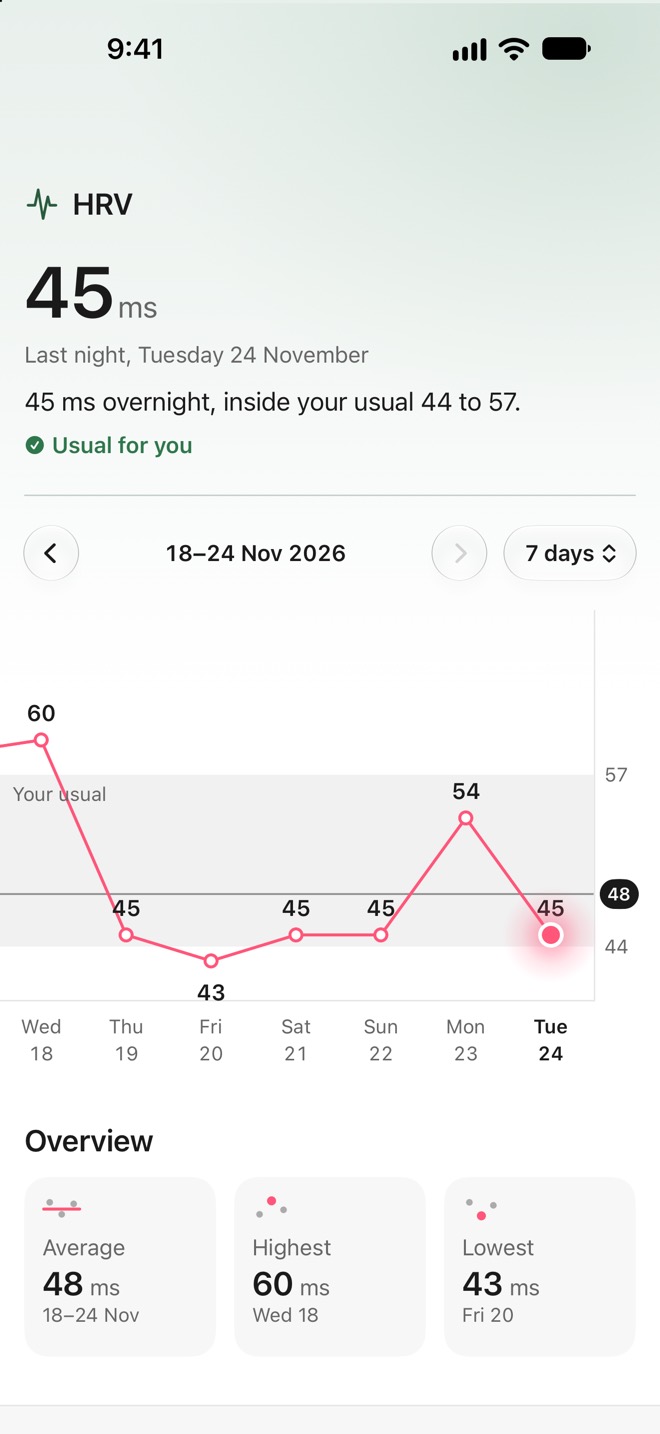 9:41
HRV
45 ms
Last night, Tuesday 24 November
45 ms overnight, inside your usual 44 to 57.
Usual for you
18–24 Nov 2026
7 days
60
57
Your usual
54
48
45
45
45
45
44
43
Wed Thu Fri Sat Sun Mon Tue
18 19 20 21 22 23 24
Overview
Average Highest Lowest
48 ms 60 ms 43 ms
18–24 Nov Wed 18 Fri 20